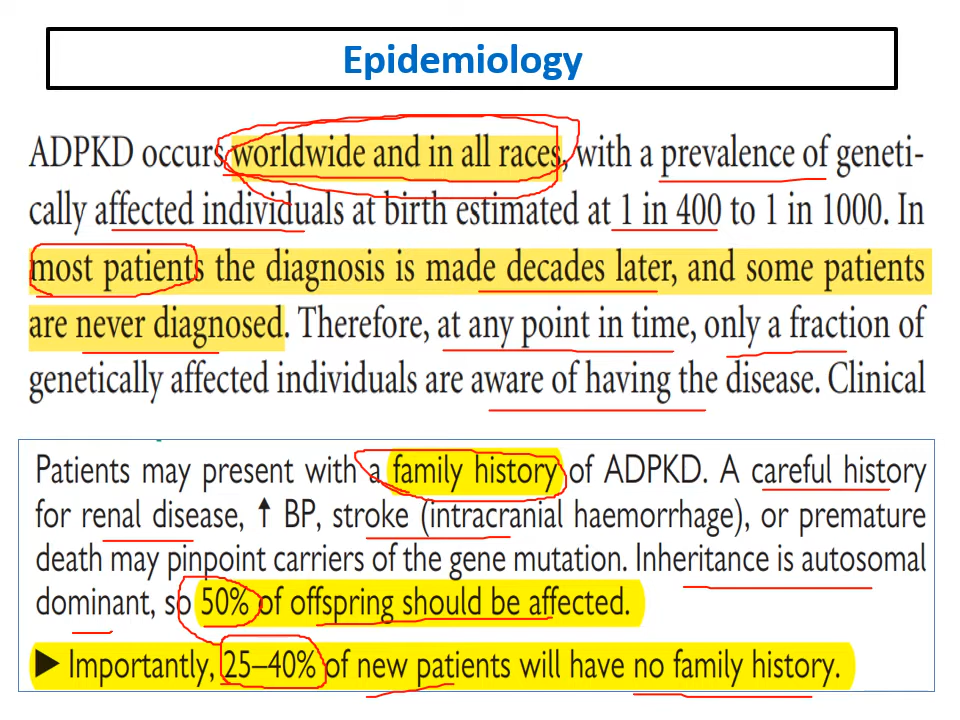 Epidemiology
ADPKD occurs worldwide and in all races, with a prevalence of geneti-
cally affected individuals at birth estimated at 1 in 400 to 1 in 1000. In
most patients the diagnosis is made decades later, and some patients
are never diagnosed. Therefore, at any point in time, only a fraction of
genetically affected individuals are aware of having the disease. Clinical
Patients may present with a family history of ADPKD. A careful history
for renal disease, ↑ BP, stroke (intracranial haemorrhage), or premature
death may pinpoint carriers of the gene mutation. Inheritance is autosomal
dominant, so 50% of offspring should be affected.
▶ Importantly, 25–40% of new patients will have no family history.